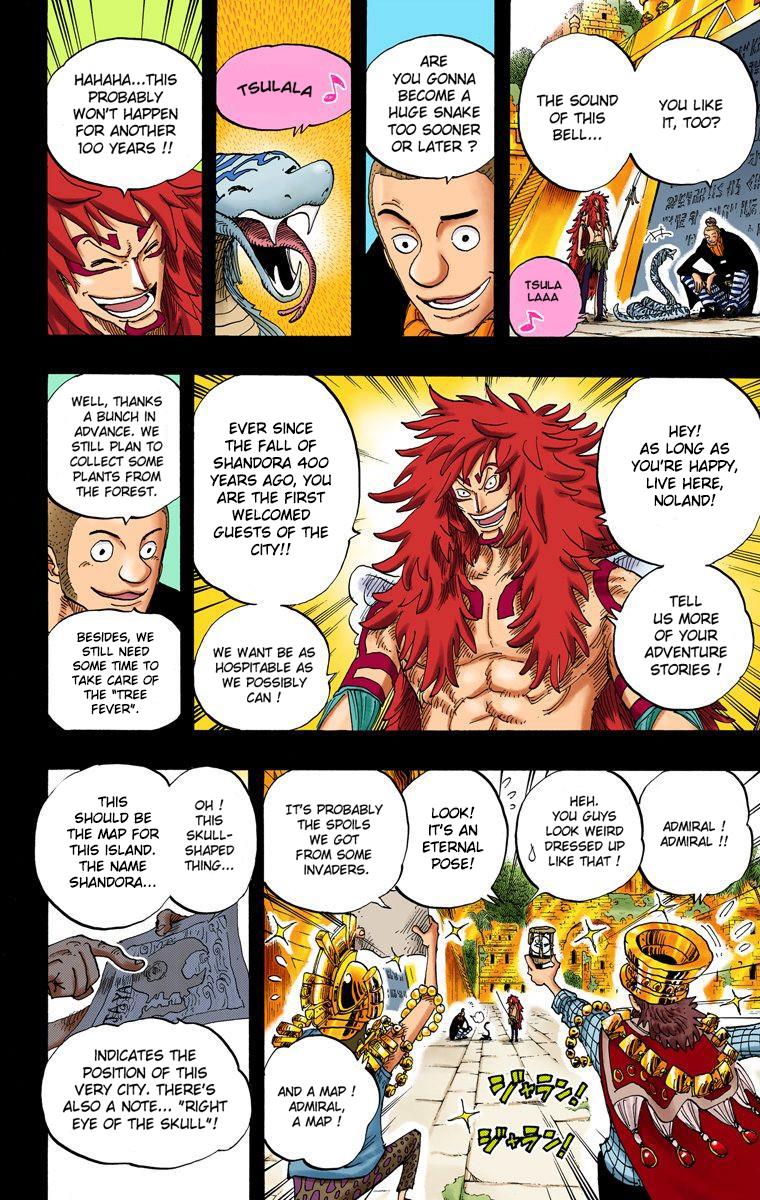 YOU LIKE
IT, TOO?
THE SOUND
OF THIS
BELL...
TSULA
LAAA
ARE
YOU GONNA
BECOME A
HUGE SNAKE
TOO SOONER
OR LATER ?
TSULALA
HAHAHA...THIS
PROBABLY
WON'T HAPPEN
FOR ANOTHER
100 YEARS !!
HEY!
AS LONG AS
YOU'RE HAPPY,
LIVE HERE,
NOLAND!
TELL
US MORE
OF YOUR
ADVENTURE
STORIES !
EVER SINCE
THE FALL OF
SHANDORA 400
YEARS AGO, YOU
ARE THE FIRST
WELCOMED
GUESTS OF THE
CITY!!
WE WANT BE AS
HOSPITABLE AS
WE POSSIBLY
CAN !
WELL, THANKS
A BUNCH IN
ADVANCE. WE
STILL PLAN TO
COLLECT SOME
PLANTS FROM
THE FOREST.
BESIDES, WE
STILL NEED
SOME TIME TO
TAKE CARE OF
THE "TREE
FEVER".
ADMIRAL !
ADMIRAL !!
HEH.
YOU GUYS
LOOK WEIRD
DRESSED UP
LIKE THAT !
LOOK!
IT'S AN
ETERNAL
POSE!
IT'S PROBABLY
THE SPOILS
WE GOT
FROM SOME
INVADERS.
ジャラン!
ジャラン!
AND A MAP !
ADMIRAL,
A MAP !
OH !
THIS
SKULL-
SHAPED
THING...
THIS
SHOULD BE
THE MAP FOR
THIS ISLAND.
THE NAME
SHANDORA...
INDICATES THE
POSITION OF THIS
VERY CITY. THERE'S
ALSO A NOTE... "RIGHT
EYE OF THE SKULL"!